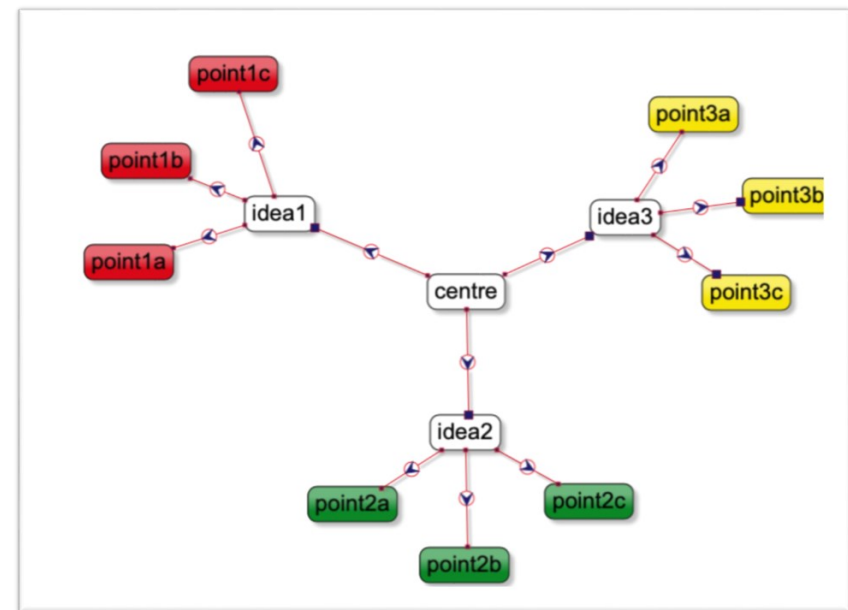 point1c
point3a
point1b
point3b
idea1
idea3
point1a
centre
point3c
idea2
point2a
point2c
point2b